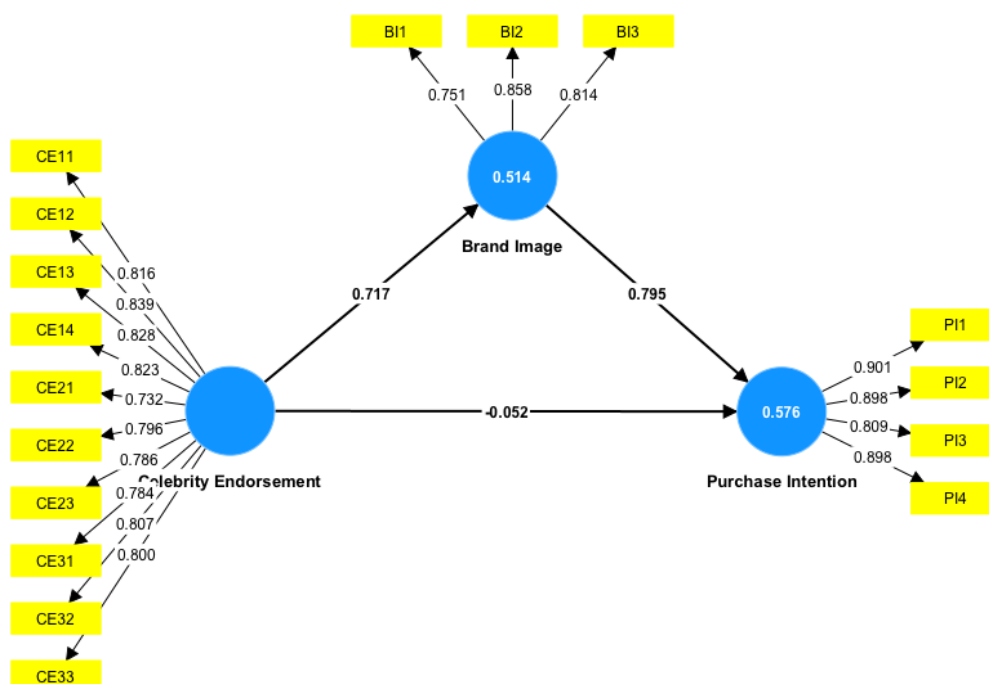 BI1 BI2 BI3
0.751 0.858 0.814
0.514
Brand Image
CE11
CE12
CE13
CE14
CE21
CE22
CE23
CE31
CE32
CE33
0.816
0.839
0.828
0.823
0.732
0.796
0.786
0.784
0.807
0.800
Celebrity Endorsement
0.717
0.795
-0.052
0.576
Purchase Intention
0.901
0.898
0.809
0.898
PI1
PI2
PI3
PI4